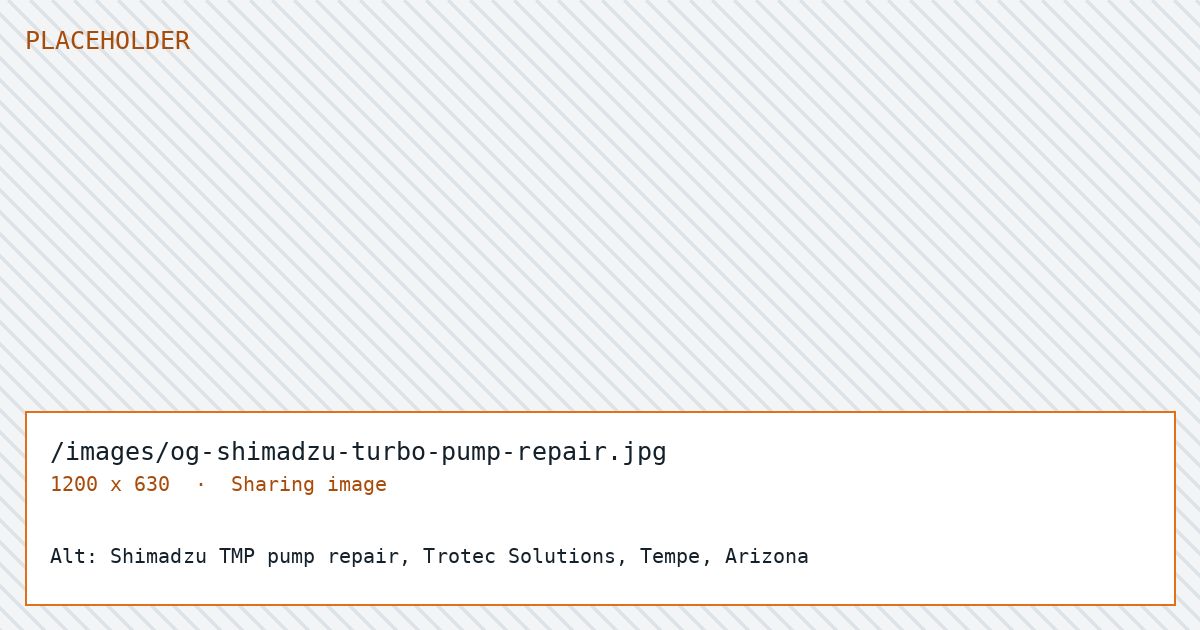 PLACEHOLDER
/images/og-shimadzu-turbo-pump-repair.jpg
1200 x 630 · Sharing image
Alt: Shimadzu TMP pump repair, Trotec Solutions, Tempe, Arizona